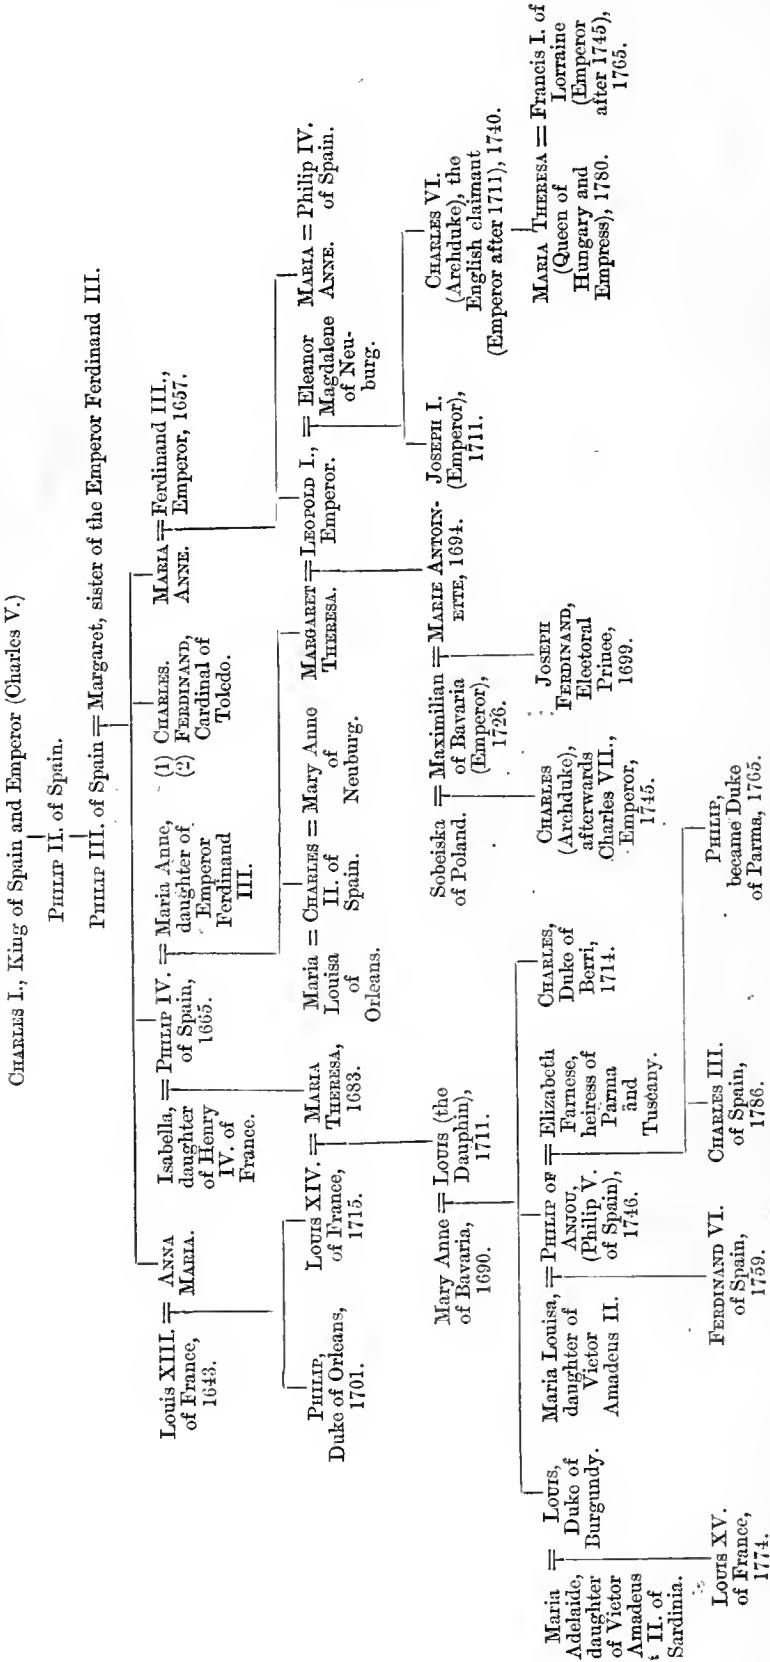 CHARLES I., King of Spain and Emperor (Charles V.)
PHILIP II. of Spain.
PHILIP III. of Spain = Margaret, sister of the Emperor Ferdinand III.
Louis XIII. = ANNA
of France, MARIA.
1643.
Isabella, = PHILIP IV. = Maria Anne,
daughter of Spain, daughter of
of Henry 1665. Emperor
IV. of Ferdinand
France. III.
(1) CHARLES.
(2) FERDINAND,
Cardinal of
Toledo.
MARIA = Ferdinand III.,
ANNE. Emperor, 1657.
PHILIP,
Duke of Orleans,
1701.
LOUIS XIV. = MARIA
of France, THERESA,
1715. 1683.
Maria = CHARLES = Mary Anne
Louisa II. of of
of Spain. Neuburg.
Orleans.
MARGARET = LEOPOLD I., = Eleanor
THERESA. Emperor. Magdalene
of Neu-
burg.
MARIA = Philip IV.
ANNE. of Spain.
Mary Anne = LOUIS (the
of Bavaria, Dauphin),
1690. 1711.
Sobeiska = Maximilian = MARIE ANTOIN-
of Poland. of Bavaria ETTE, 1694.
(Emperor),
1726.
JOSEPH I.
(Emperor),
1711.
CHARLES VI.
(Archduke), the
English claimant
(Emperor after 1711), 1740.
Maria = LOUIS,
Adelaide, Duke of
daughter Burgundy.
of Victor
Amadeus
II. of
Sardinia.
Maria Louisa, = PHILIP OF = Elizabeth
daughter of ANJOU, Farnese,
Victor (Philip V. heiress of
Amadeus II. of Spain), Parma
1746. and
Tuscany.
CHARLES,
Duke of
Berri,
1714.
CHARLES
(Archduke),
afterwards
Charles VII.,
Emperor,
1745.
JOSEPH
FERDINAND,
Electoral
Prince,
1699.
MARIA THERESA = Francis I. of
(Queen of Lorraine
Hungary and (Emperor
Empress), 1780. after 1745),
1765.
LOUIS XV.
of France,
1774.
FERDINAND VI.
of Spain,
1759.
CHARLES III.
of Spain,
1786.
PHILIP,
became Duke
of Parma, 1765.